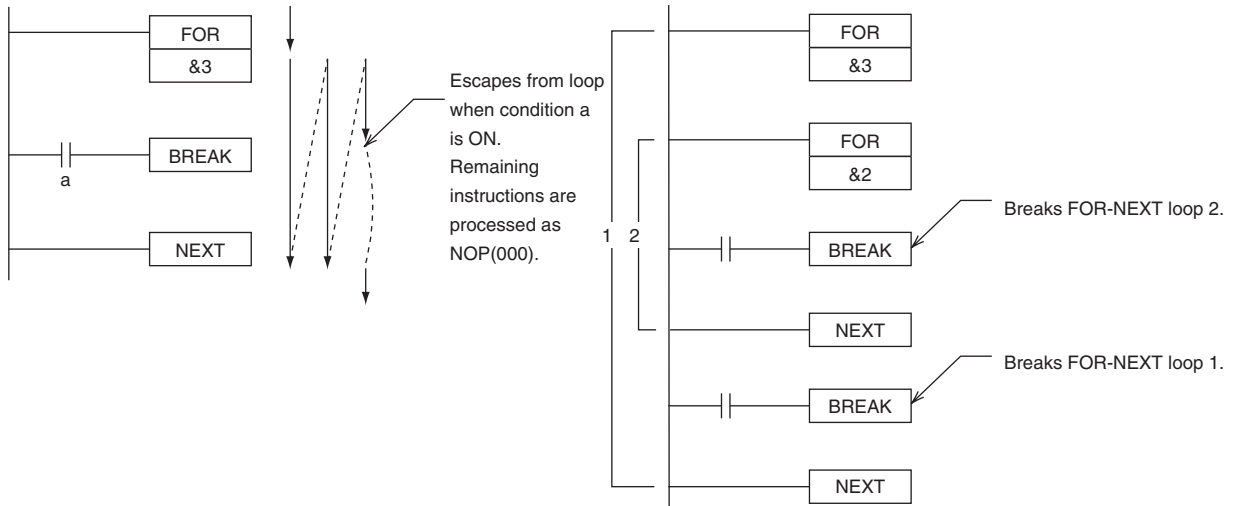 FOR
&3
a
BREAK
NEXT
Escapes from loop
when condition a
is ON.
Remaining
instructions are
processed as
NOP(000).
1 2
FOR
&3
FOR
&2
BREAK
Breaks FOR-NEXT loop 2.
NEXT
BREAK
Breaks FOR-NEXT loop 1.
NEXT